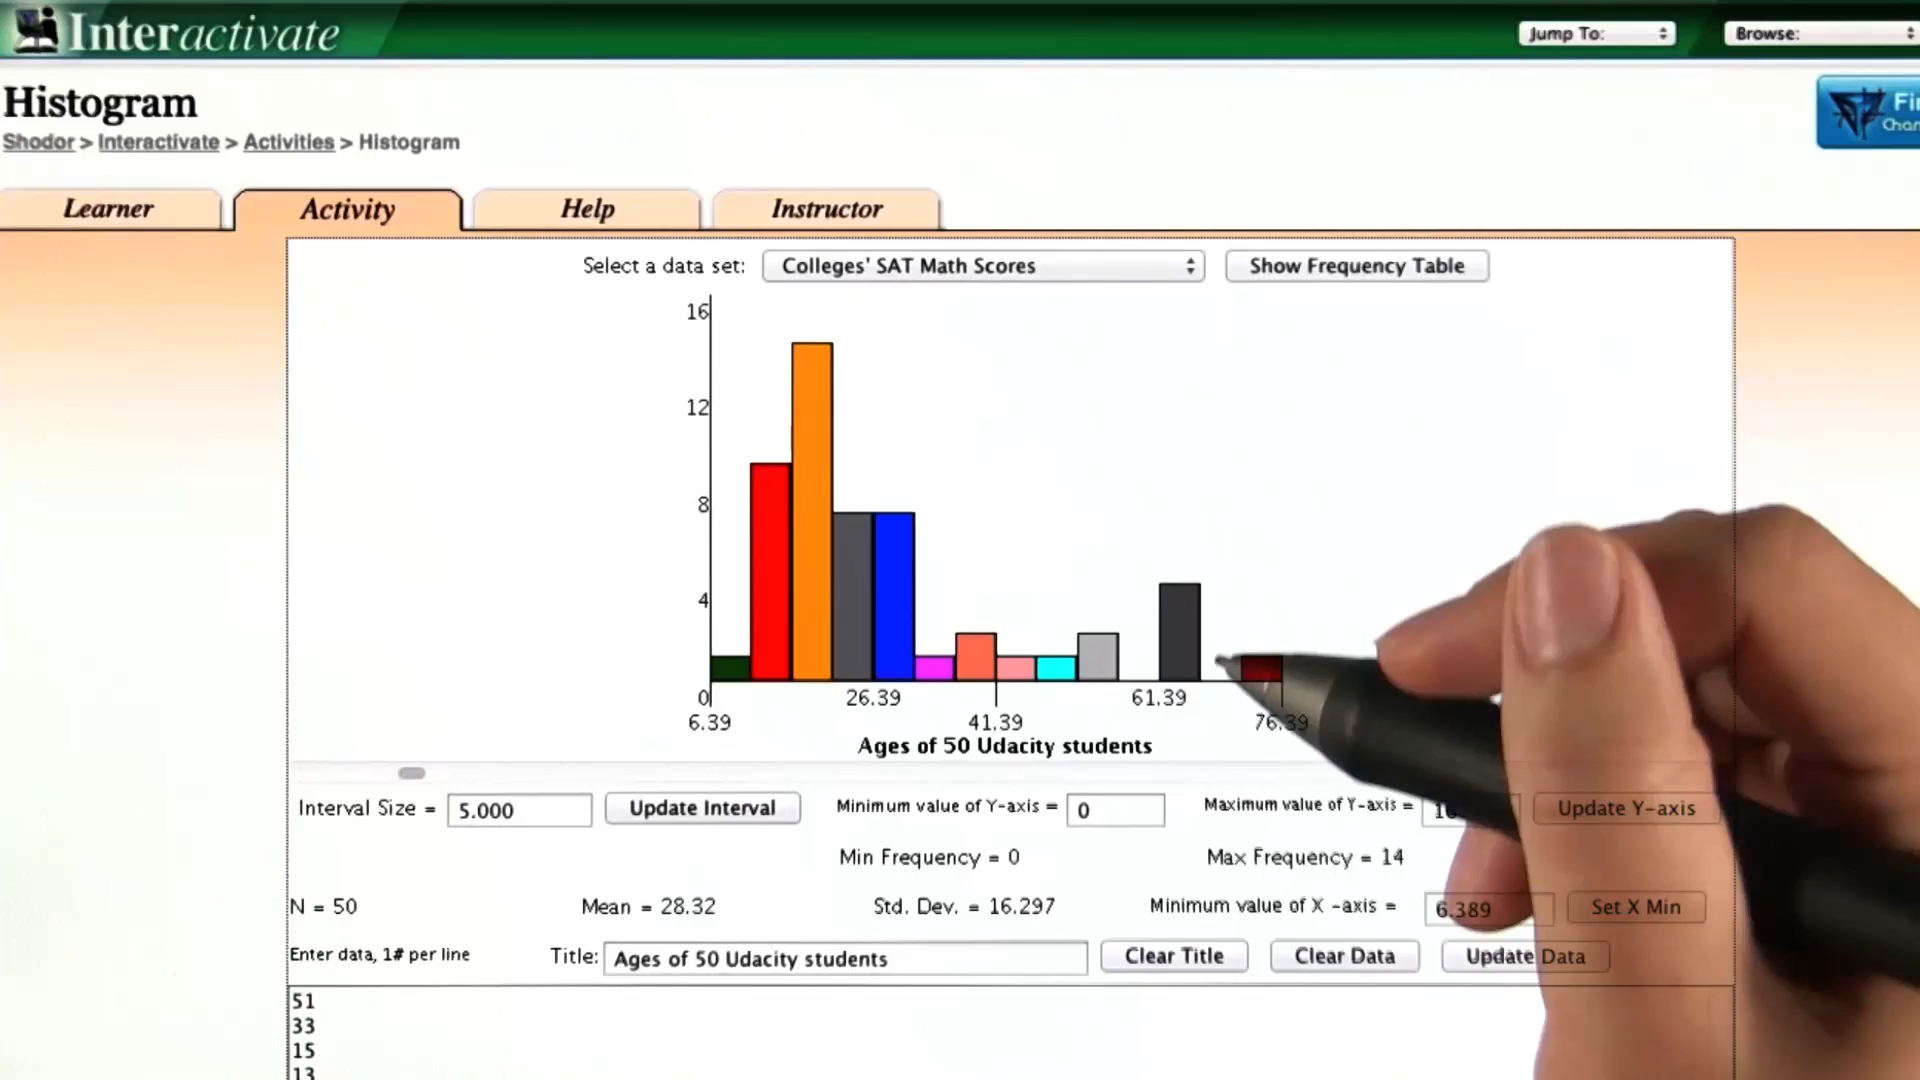 Interactivate
Jump To:
Browse:
Histogram
Shodor > Interactivate > Activities > Histogram
Learner
Activity
Help
Instructor
Select a data set:
Colleges' SAT Math Scores
Show Frequency Table
16
12
8
4
0
26.39
61.39
6.39
41.39
76.39
Ages of 50 Udacity students
Interval Size =
5.000
Update Interval
Minimum value of Y-axis =
0
Maximum value of Y-axis =
Update Y-axis
Min Frequency = 0
Max Frequency = 14
N = 50
Mean = 28.32
Std. Dev. = 16.297
Minimum value of X -axis =
6.389
Set X Min
Enter data, 1# per line
Title:
Ages of 50 Udacity students
Clear Title
Clear Data
Update Data
51
33
15
13